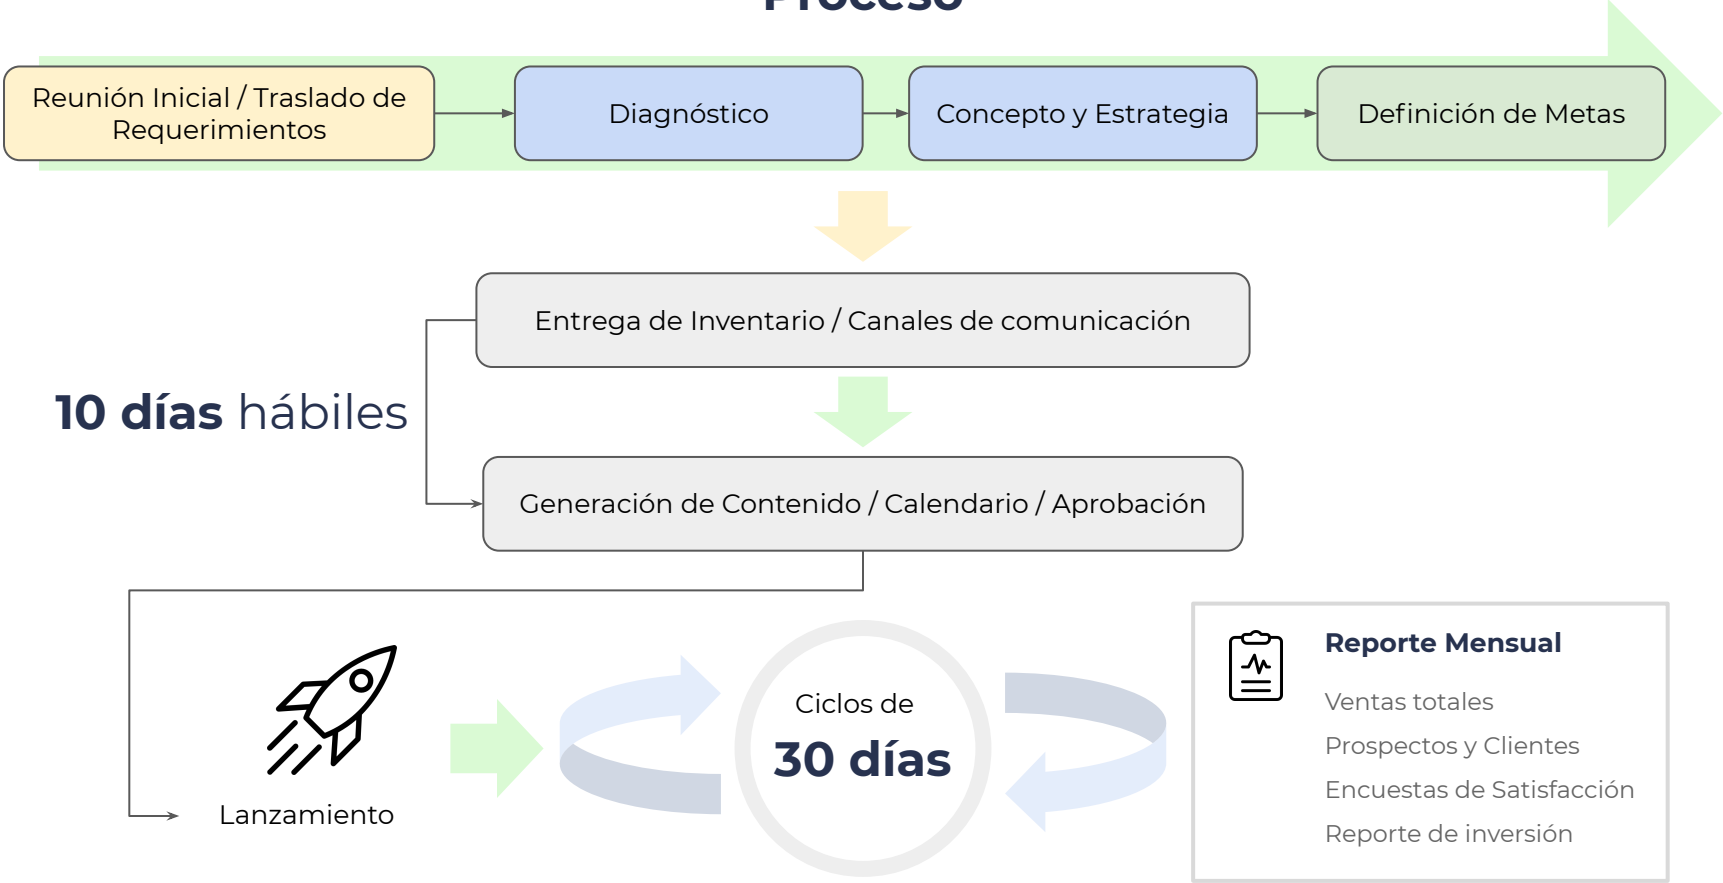 Proceso
Reunión Inicial / Traslado de
Requerimientos
Diagnóstico
Concepto y Estrategia
Definición de Metas
Entrega de Inventario / Canales de comunicación
10 días hábiles
Generación de Contenido / Calendario / Aprobación
Lanzamiento
Ciclos de
30 días
Reporte Mensual
Ventas totales
Prospectos y Clientes
Encuestas de Satisfacción
Reporte de inversión